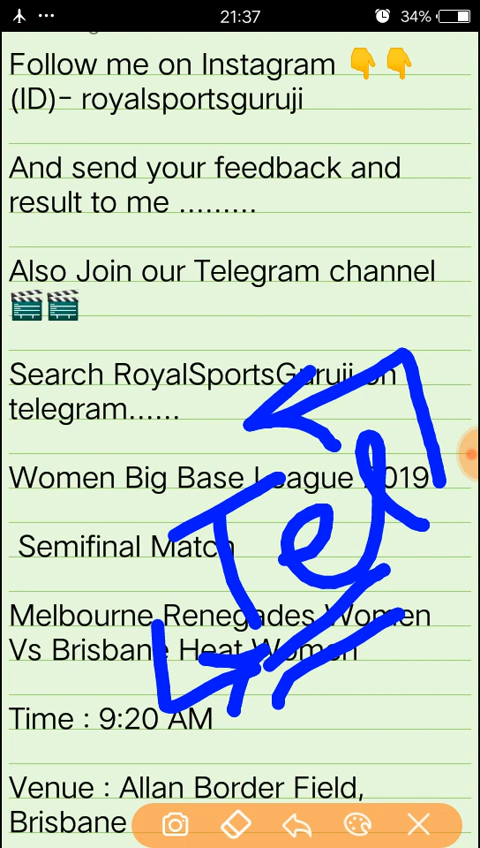 21:37
34%
Follow me on Instagram 👇👇
(ID)- royalsportsguruji
And send your feedback and
result to me .........
Also Join our Telegram channel
🎬🎬
Search RoyalSportsGuruji on
telegram......
Women Big Base League 2019
Semifinal Match
Tel
Melbourne Renegades Women
Vs Brisbane Heat Women
Time : 9:20 AM
Venue : Allan Border Field,
Brisbane